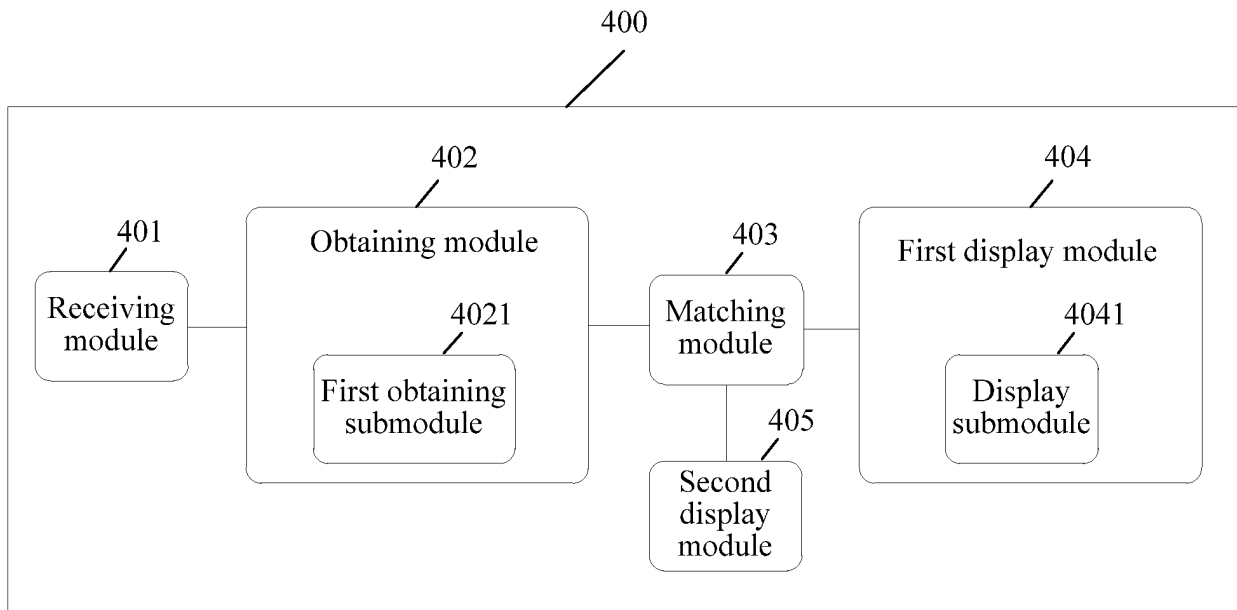 400
402
404
401
Obtaining module
403
First display module
Receiving
module
4021
Matching
module
4041
First obtaining
submodule
405
Display
submodule
Second
display
module